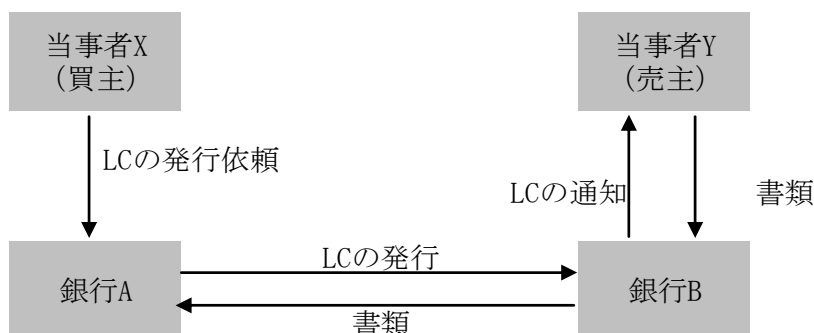 当事者X
(買主)
当事者Y
(売主)
LCの発行依頼
LCの通知
書類
銀行A
LCの発行
書類
銀行B